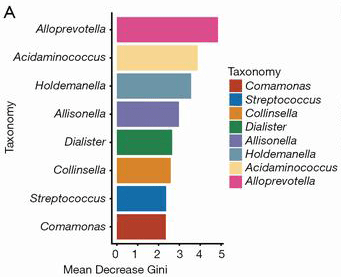 A
Taxonomy
Alloprevotella
Acidaminococcus
Holdemanella
Allisonella
Dialister
Collinsella
Streptococcus
Comamonas
0 1 2 3 4 5
Mean Decrease Gini
Taxonomy
Comamonas
Streptococcus
Collinsella
Dialister
Allisonella
Holdemanella
Acidaminococcus
Alloprevotella